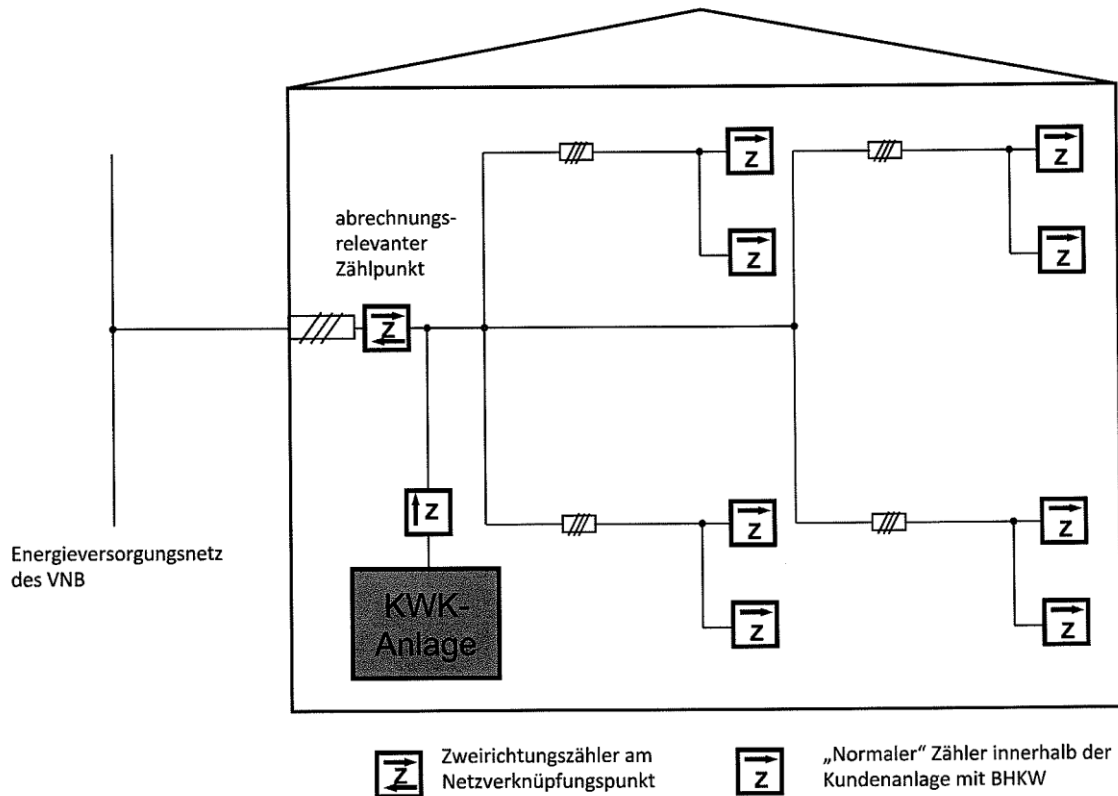 Z
Z
abrechnungs-
relevanter
Zählpunkt
Z
Z
Z
Z
Z
Z
Energieversorgungsnetz
des VNB
KWK-
Anlage
Z
Z
Z
Zweirichtungszähler am
Netzverknüpfungspunkt
Z
„Normaler“ Zähler innerhalb der
Kundenanlage mit BHKW